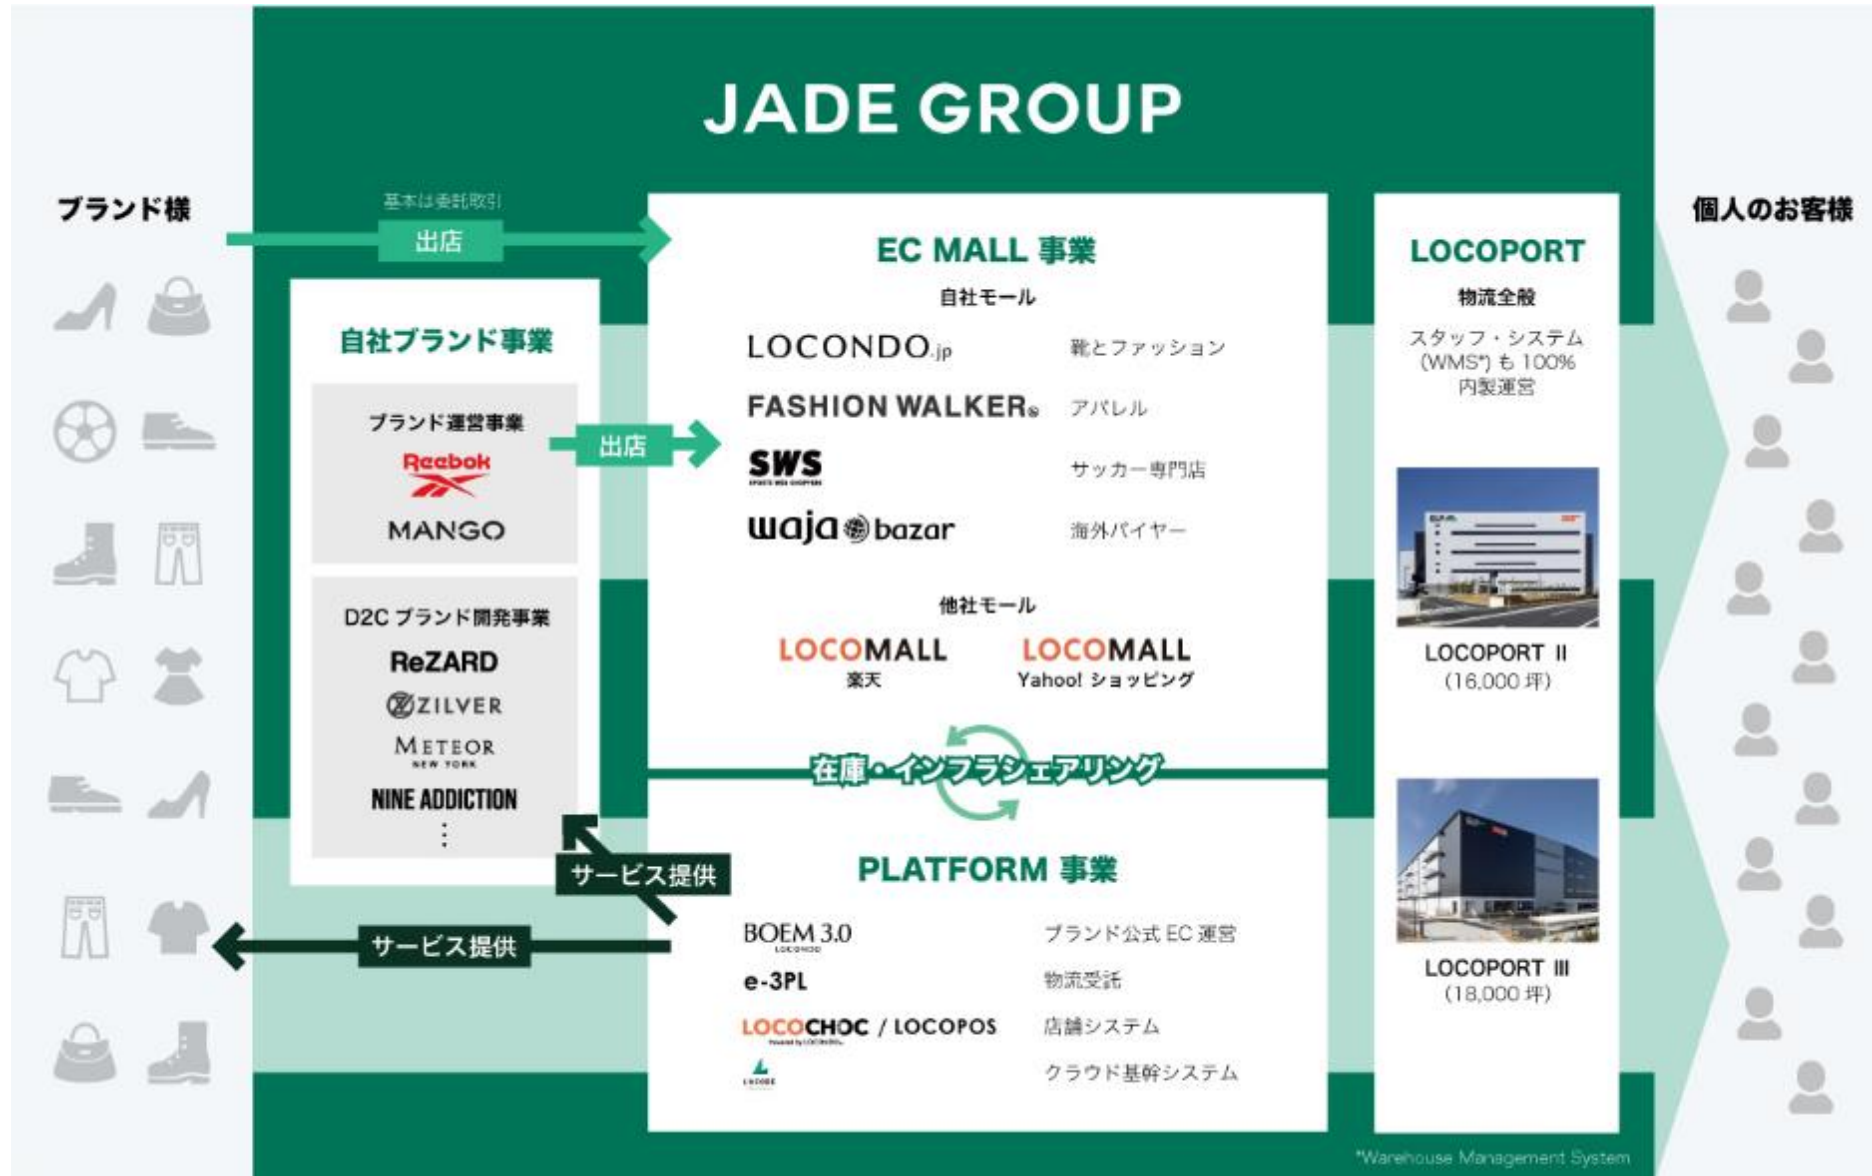 JADE GROUP
ブランド様
基本は委託取引
出店
自社ブランド事業
ブランド運営事業
Reebok
MANGO
出店
D2C ブランド開発事業
ReZARD
ZILVER
METEOR
NEW YORK
NINE ADDICTION
⋮
サービス提供
サービス提供
EC MALL 事業
自社モール
LOCONDO.jp 靴とファッション
FASHION WALKER アパレル
SWS サッカー専門店
SPORTS WEB SHOPPERS
waja bazar 海外バイヤー
他社モール
LOCOMALL
楽天
LOCOMALL
Yahoo! ショッピング
在庫・インフラシェアリング
PLATFORM 事業
BOEM 3.0 ブランド公式 EC 運営
LOCONDO
e-3PL 物流受託
LOCOCHOC / LOCOPOS 店舗システム
Powered by LOCONDO
クラウド基幹システム
LOCOPORT
物流全般
スタッフ・システム
(WMS*) も 100%
内製運営
LOCOPORT II
(16,000 坪)
LOCOPORT III
(18,000 坪)
個人のお客様
*Warehouse Management System